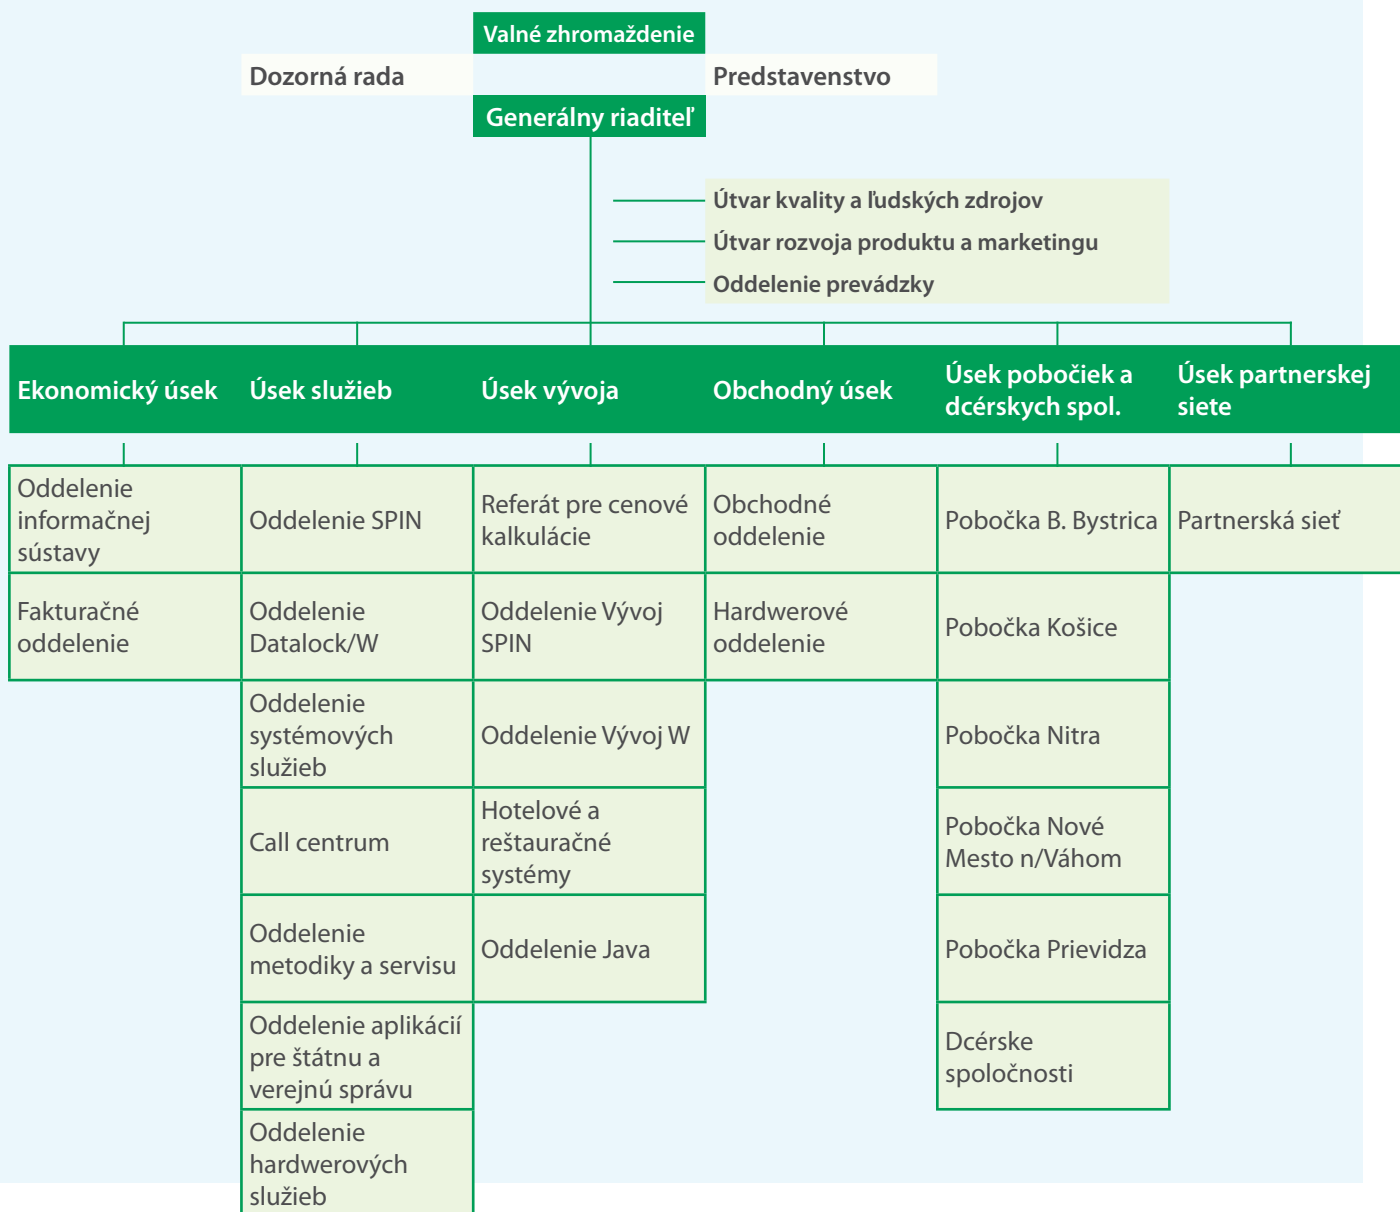 Valné zhromaždenie
Dozorná rada
Predstavenstvo
Generálny riaditeľ
Útvar kvality a ľudských zdrojov
Útvar rozvoja produktu a marketingu
Oddelenie prevádzky
Ekonomický úsek
Úsek služieb
Úsek vývoja
Obchodný úsek
Úsek pobočiek a
dcérskych spol.
Úsek partnerskej
siete
Oddelenie
informačnej
sústavy
Oddelenie SPIN
Referát pre cenové
kalkulácie
Obchodné
oddelenie
Pobočka B. Bystrica
Partnerská sieť
Fakturačné
oddelenie
Oddelenie
Datalock/W
Oddelenie Vývoj
SPIN
Hardwerové
oddelenie
Pobočka Košice
Oddelenie
systémových
služieb
Oddelenie Vývoj W
Pobočka Nitra
Call centrum
Hotelové a
reštauračné
systémy
Pobočka Nové
Mesto n/Váhom
Oddelenie
metodiky a servisu
Oddelenie Java
Pobočka Prievidza
Oddelenie aplikácií
pre štátnu a
verejnú správu
Dcérske
spoločnosti
Oddelenie
hardwerových
služieb